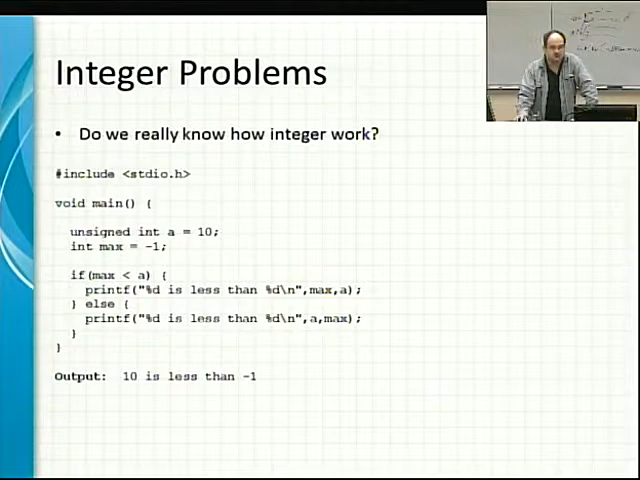 Integer Problems
• Do we really know how integer work?
#include <stdio.h>
void main() {
unsigned int a = 10;
int max = -1;
if(max < a) {
printf("%d is less than %d\n",max,a);
} else {
printf("%d is less than %d\n",a,max);
}
}
Output: 10 is less than -1